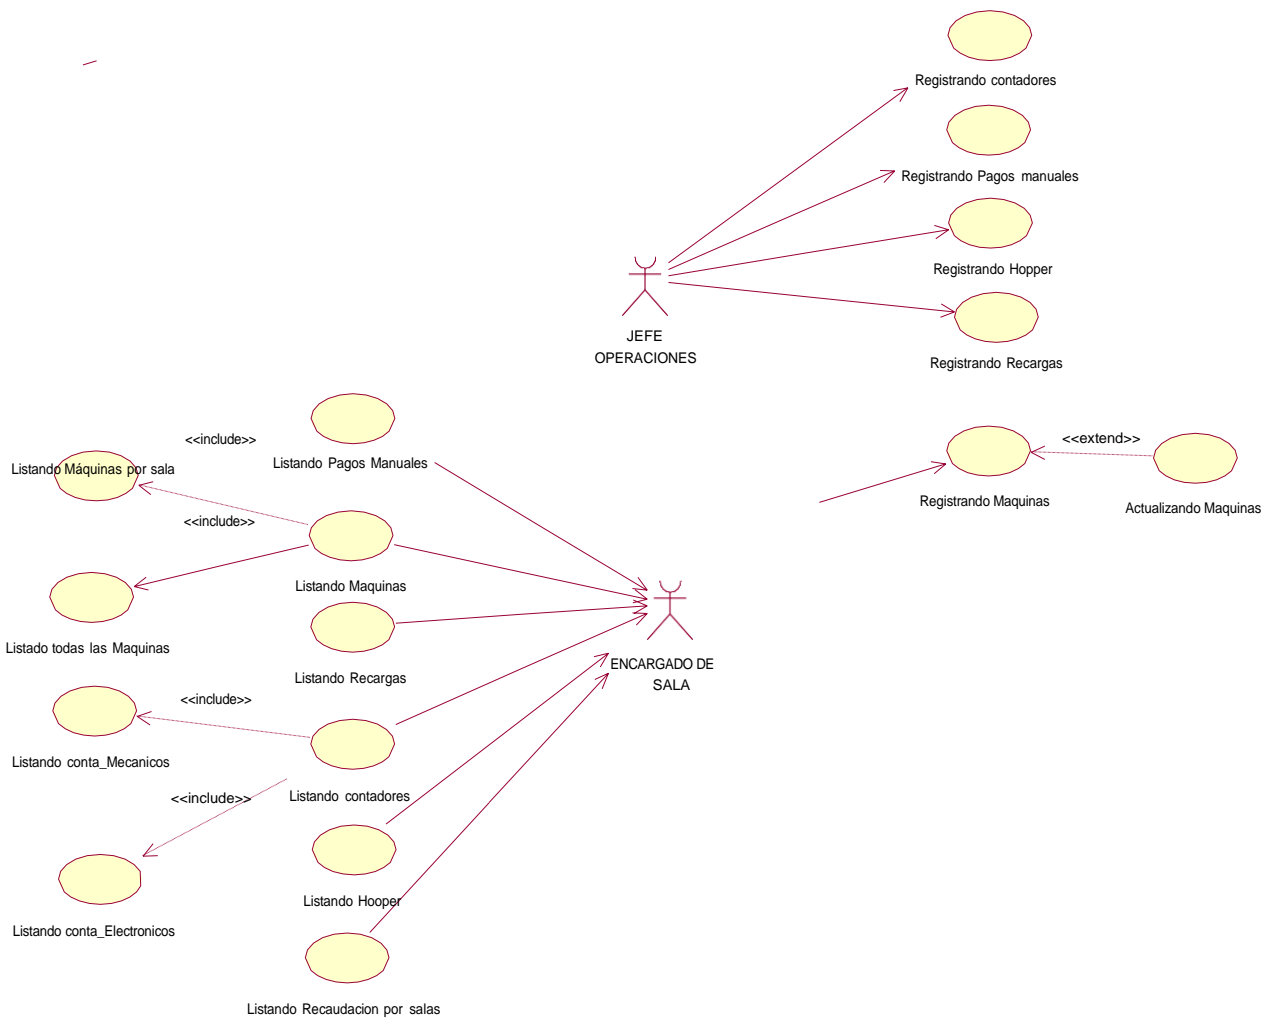 Registrando contadores
Registrando Pagos manuales
Registrando Hopper
JEFE
OPERACIONES
Registrando Recargas
<<include>>
<<extend>>
Listando Máquinas por sala
Listando Pagos Manuales
Registrando Maquinas
Actualizando Maquinas
<<include>>
Listando Maquinas
Listado todas las Maquinas
Listando Recargas
ENCARGADO DE
SALA
<<include>>
Listando conta_Mecanicos
<<include>>
Listando contadores
Listando Hooper
Listando conta_Electronicos
Listando Recaudacion por salas